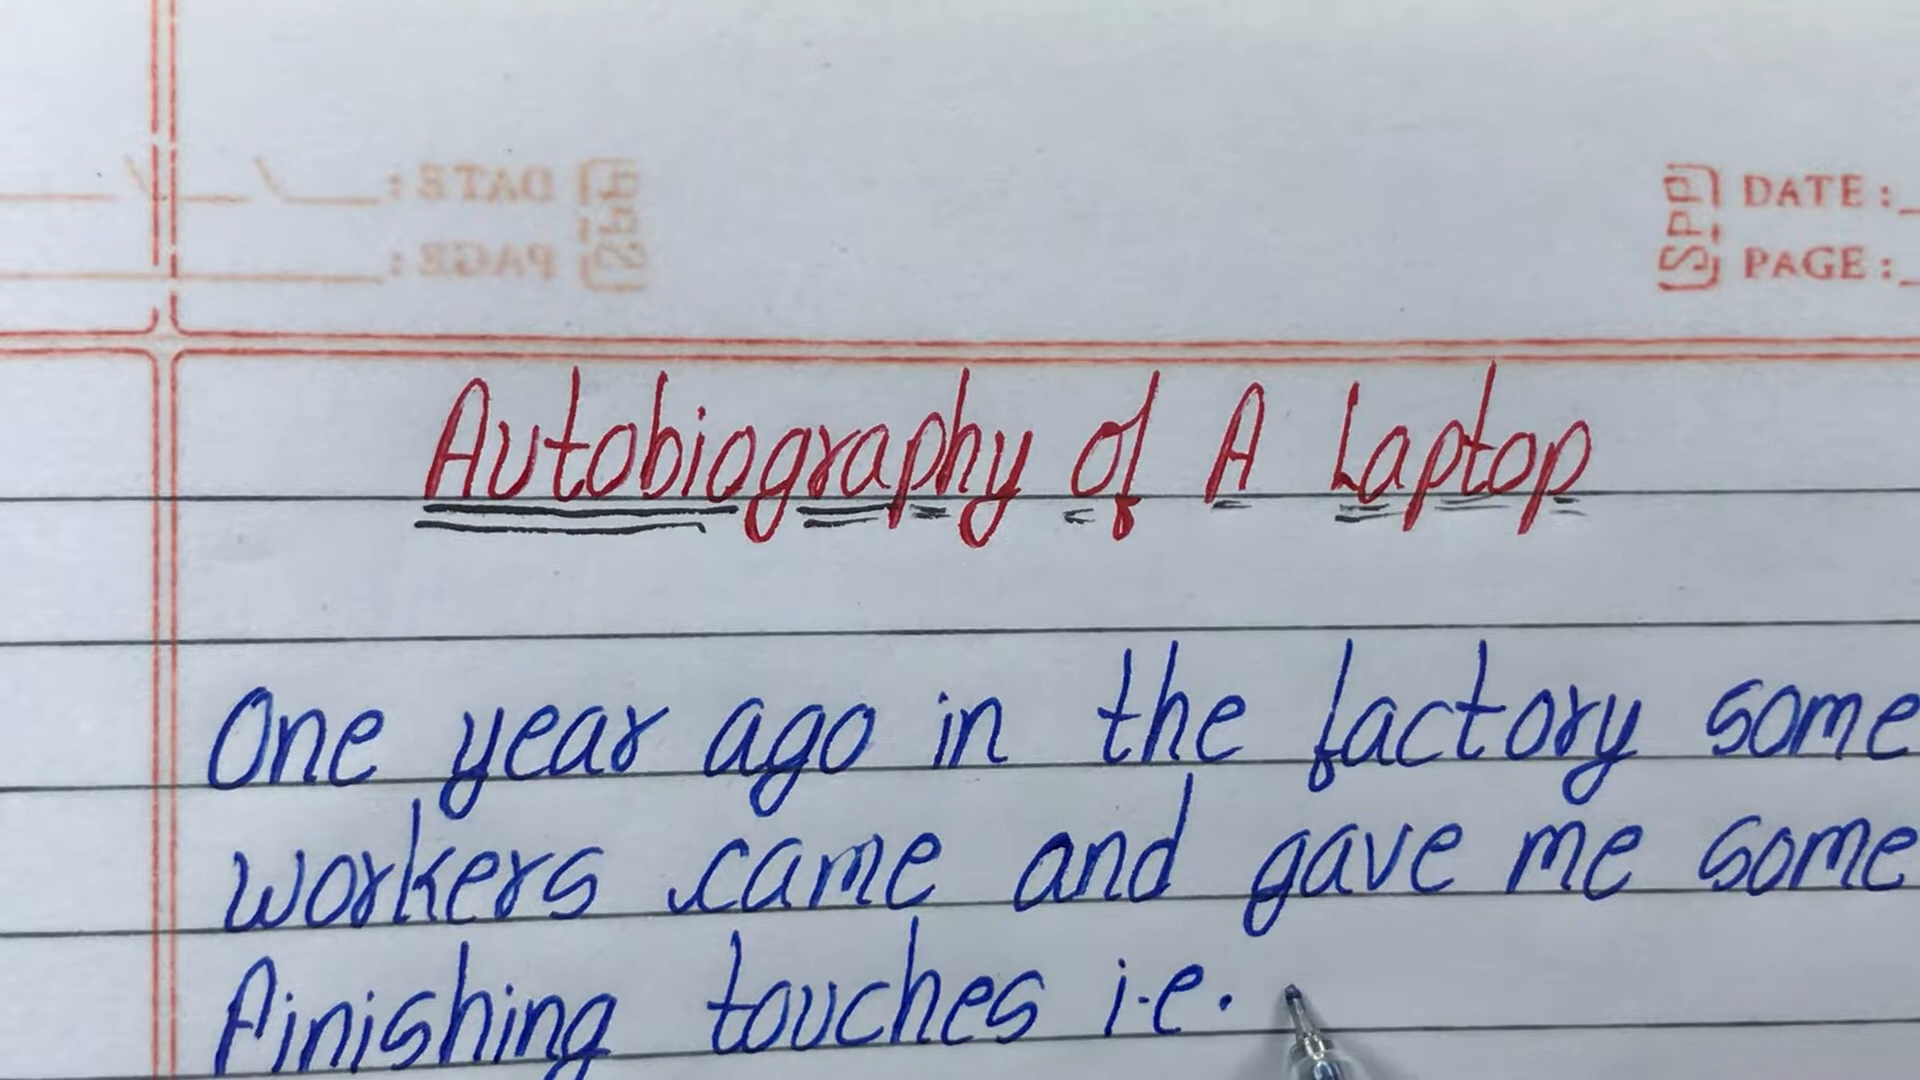 DATE :
PAGE :
(SPP)
DATE :
PAGE :
Autobiography of A Laptop
One year ago in the factory some
workers came and gave me some
finishing touches i.e.